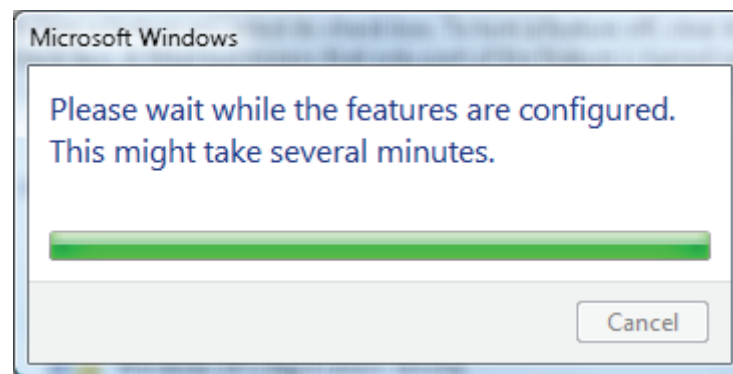 Microsoft Windows
Please wait while the features are configured.
This might take several minutes.
Cancel